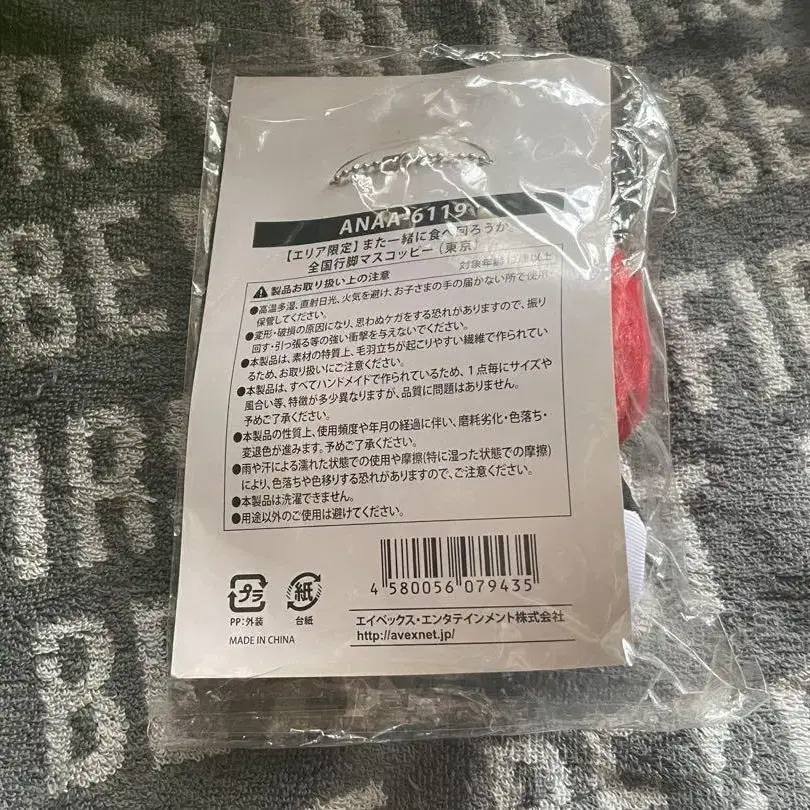 ANAA-6119
【エリア限定】また一緒に食べ回ろうか
全国行脚マスコッピー(東京)
対象年齢15才以上
製品お取り扱い上の注意
●高温多湿、直射日光、火気を避け、お子さまの手の届かない所で使用・
保管してください。
●変形・破損の原因になり、思わぬケガをする恐れがありますので、振り
回す・引っ張る等の強い衝撃を与えないでください。
●本製品は、素材の特質上、毛羽立ちが起こりやすい繊維で作られてい
るため、お取り扱いにご注意ください。
●本製品は、すべてハンドメイドで作られているため、1点毎にサイズや
風合い等、特徴が多少異なりますが、品質に問題はありません。
予めご了承ください。
●本製品の性質上、使用頻度や年月の経過に伴い、磨耗劣化・色落ち・
変退色が進みます。予めご了承ください。
●雨や汗による濡れた状態での使用や摩擦(特に湿った状態での摩擦)
により、色落ちや色移りする恐れがありますので、ご注意ください。
●本製品は洗濯できません。
●用途以外のご使用は避けてください。
4 580056 079435
プラ
PP:外装
紙
台紙
MADE IN CHINA
エイベックス・エンタテインメント株式会社
http://avexnet.jp/